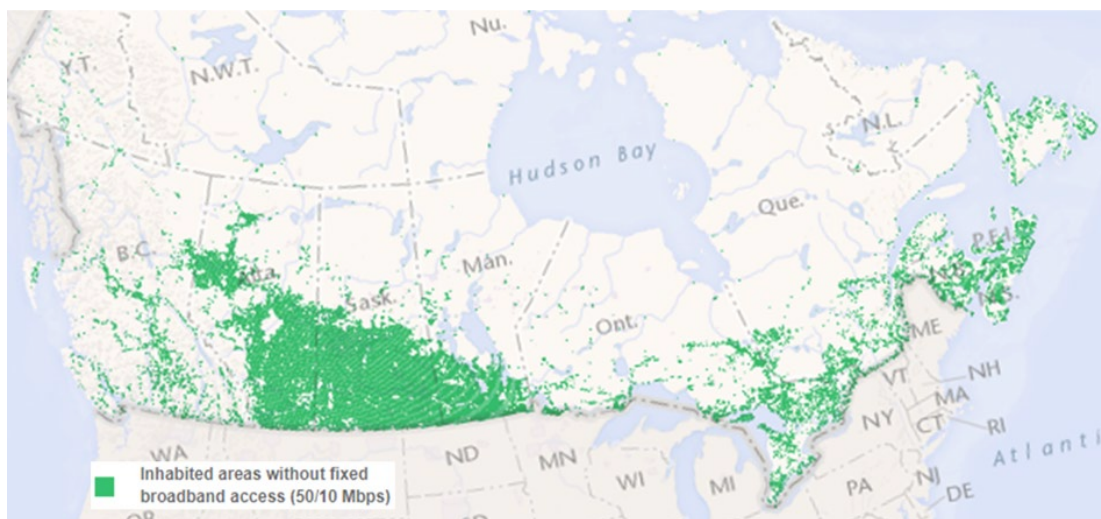 Nu.
Y.T.
N.W.T.
N.L.
Hudson Bay
Que.
B.C.
Alta.
Sask.
Mán.
Ont.
P.E.I.
N.B.
N.S.
ME
VT
NH
MA
NY
CT
RI
Atlanti
WA
ND
MN
WI
MI
PA
NJ
DE
Inhabited areas without fixed
broadband access (50/10 Mbps)